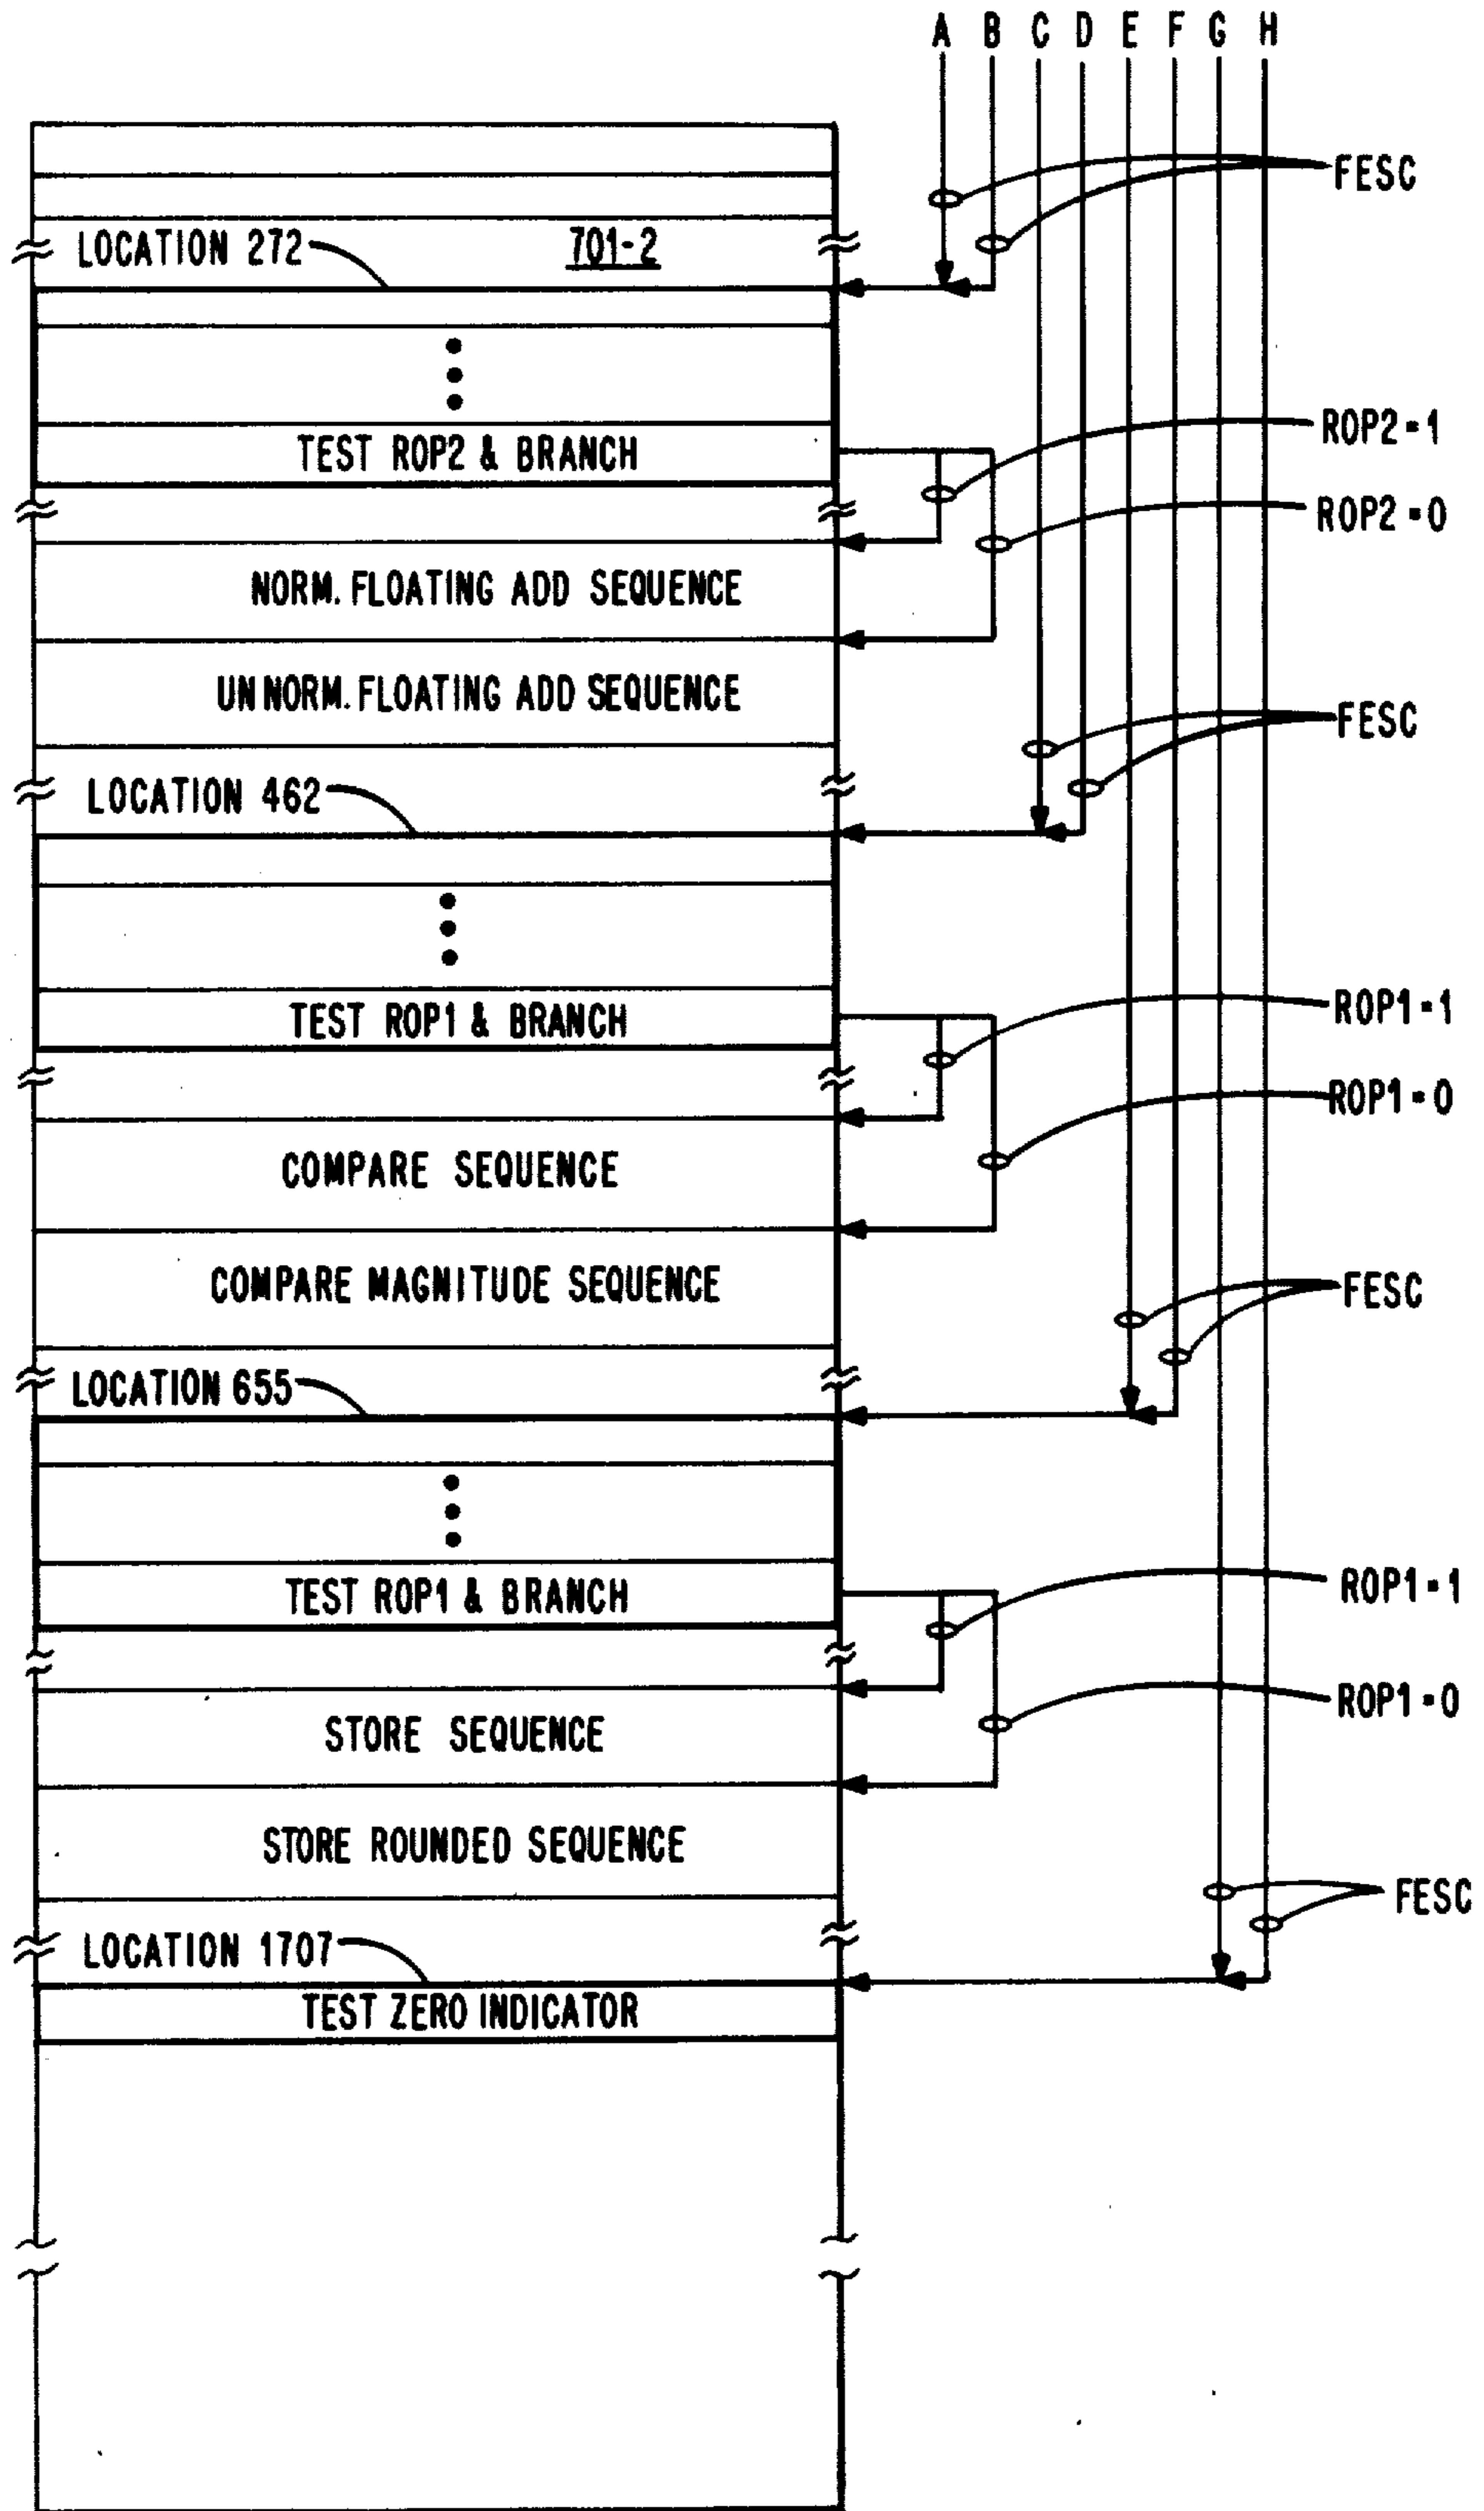 A B C D E F G H
FESC
LOCATION 272
701-2
TEST ROP2 & BRANCH
ROP2=1
ROP2=0
NORM. FLOATING ADD SEQUENCE
UNNORM. FLOATING ADD SEQUENCE
FESC
LOCATION 462
TEST ROP1 & BRANCH
ROP1=1
ROP1=0
COMPARE SEQUENCE
COMPARE MAGNITUDE SEQUENCE
FESC
LOCATION 655
TEST ROP1 & BRANCH
ROP1=1
ROP1=0
STORE SEQUENCE
STORE ROUNDED SEQUENCE
FESC
LOCATION 1707
TEST ZERO INDICATOR